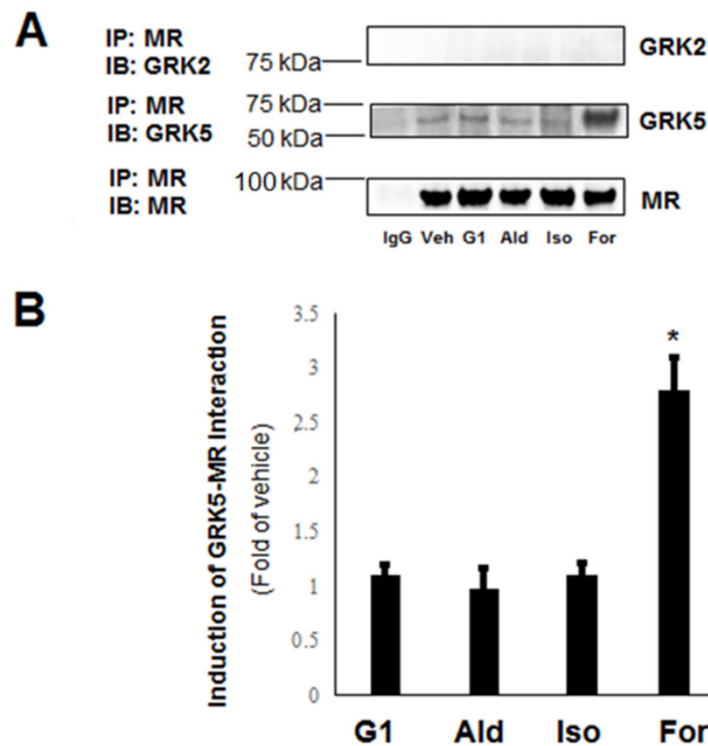 A
IP: MR
IB: GRK2
75 kDa
GRK2
IP: MR
IB: GRK5
75 kDa
50 kDa
GRK5
IP: MR
IB: MR
100 kDa
MR
IgG Veh G1 Ald Iso For
B
Induction of GRK5-MR Interaction
(Fold of vehicle)
3.5
3
2.5
2
1.5
1
0.5
0
*
G1 Ald Iso For